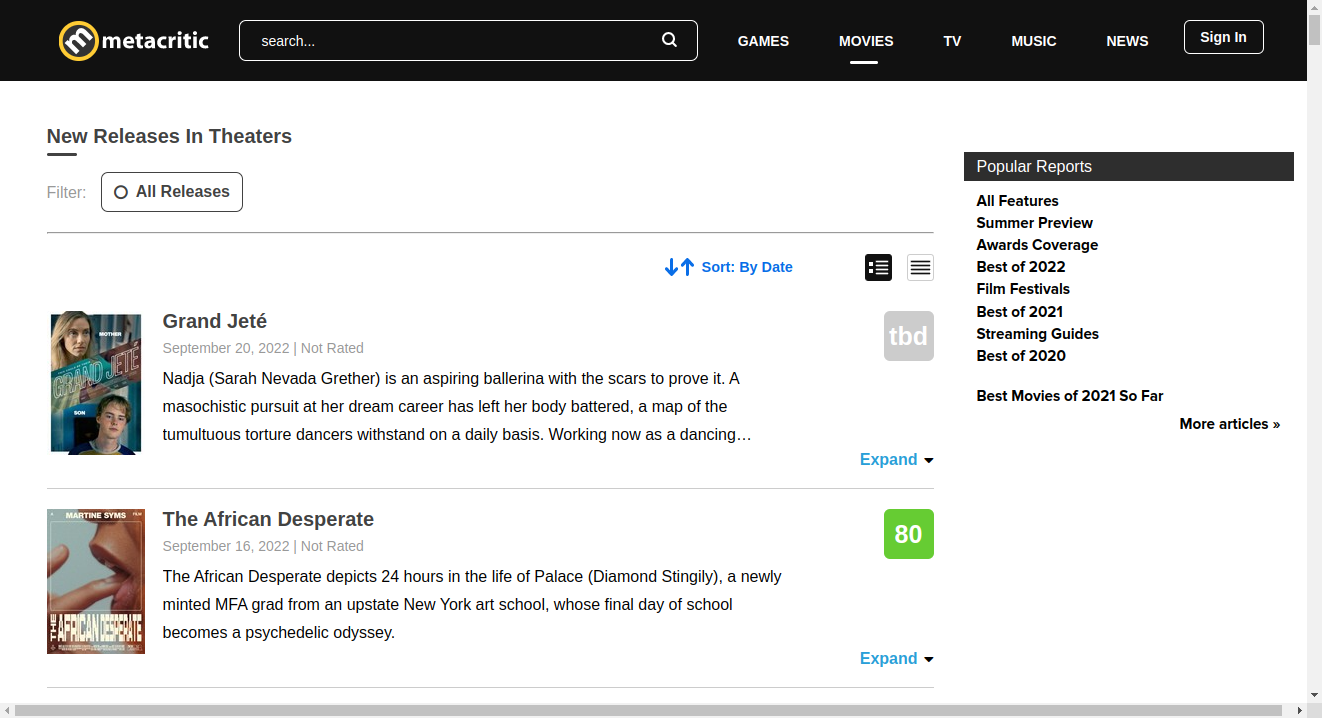 metacritic
search...
GAMES
MOVIES
TV
MUSIC
NEWS
Sign In
New Releases In Theaters
Filter:
All Releases
Sort: By Date
MOTHER
GRAND JETÉ
SON
Grand Jeté
September 20, 2022 | Not Rated
Nadja (Sarah Nevada Grether) is an aspiring ballerina with the scars to prove it. A
masochistic pursuit at her dream career has left her body battered, a map of the
tumultuous torture dancers withstand on a daily basis. Working now as a dancing…
tbd
Expand
A MARTINE SYMS FILM
THE AFRICAN DESPERATE
The African Desperate
September 16, 2022 | Not Rated
The African Desperate depicts 24 hours in the life of Palace (Diamond Stingily), a newly
minted MFA grad from an upstate New York art school, whose final day of school
becomes a psychedelic odyssey.
80
Expand
Popular Reports
All Features
Summer Preview
Awards Coverage
Best of 2022
Film Festivals
Best of 2021
Streaming Guides
Best of 2020
Best Movies of 2021 So Far
More articles »